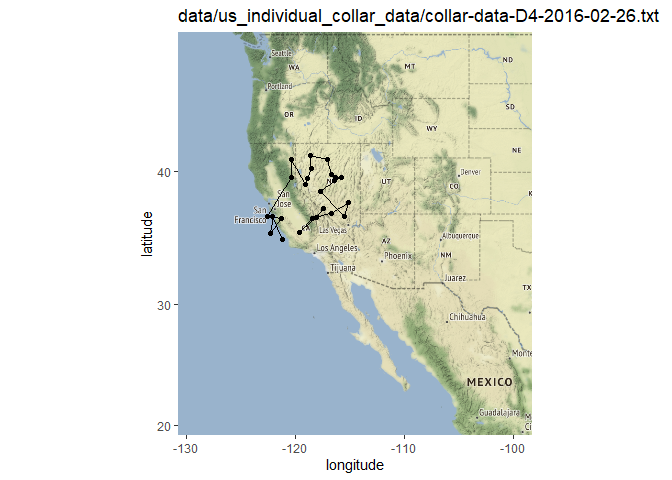 data/us_individual_collar_data/collar-data-D4-2016-02-26.txt
Seattle
WA
MT
ND
Portland
OR
ID
SD
WY
NE
40
UT
Denver
CO
San
Jose
San
Francisco
CA
Las Vegas
Los Angeles
AZ
Albuquerque
NM
Phoenix
Tijuana
Juarez
TX
30
Chihuahua
Monte
MEXICO
Guadalajara
20
-130
-120
-110
-100
latitude
longitude